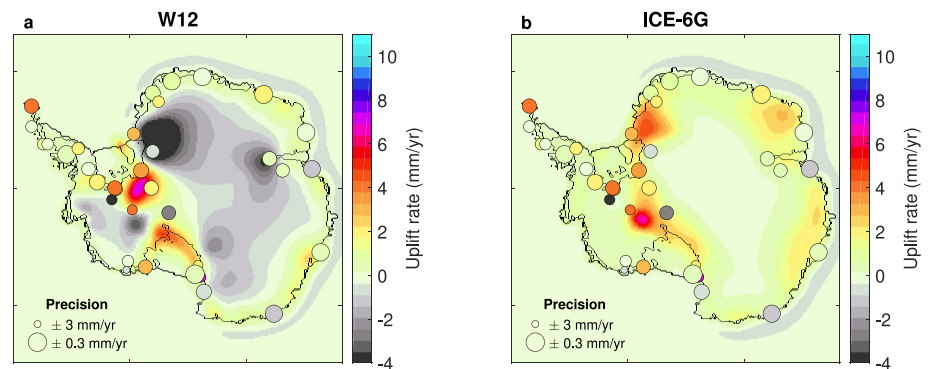 a
W12
10
8
6
4
2
0
-2
-4
Uplift rate (mm/yr)
Precision
± 3 mm/yr
± 0.3 mm/yr
b
ICE-6G
10
8
6
4
2
0
-2
-4
Uplift rate (mm/yr)
Precision
± 3 mm/yr
± 0.3 mm/yr